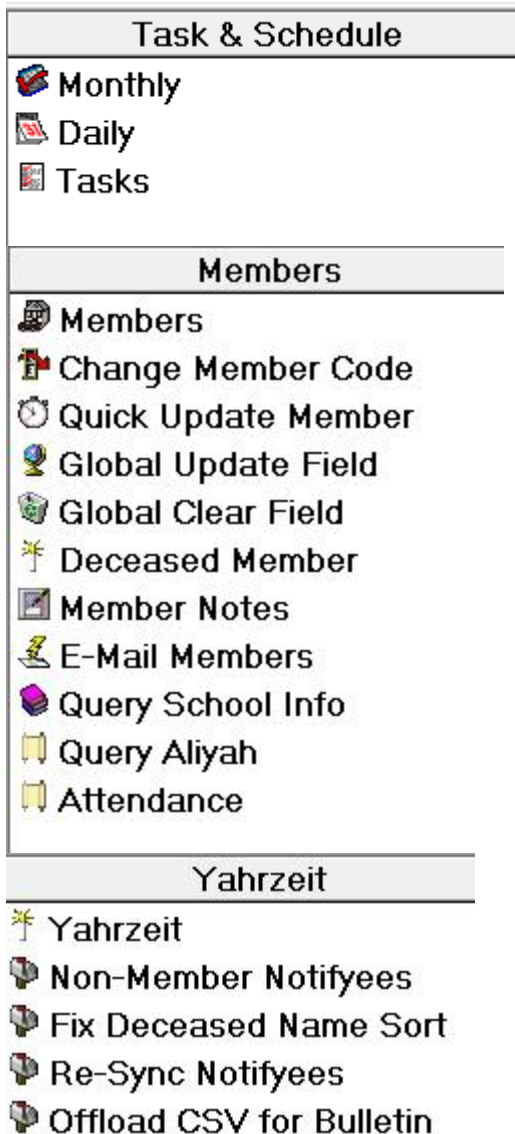 Task & Schedule
Monthly
Daily
Tasks
Members
Members
Change Member Code
Quick Update Member
Global Update Field
Global Clear Field
Deceased Member
Member Notes
E-Mail Members
Query School Info
Query Aliyah
Attendance
Yahrzeit
Yahrzeit
Non-Member Notifyees
Fix Deceased Name Sort
Re-Sync Notifyees
Offload CSV for Bulletin